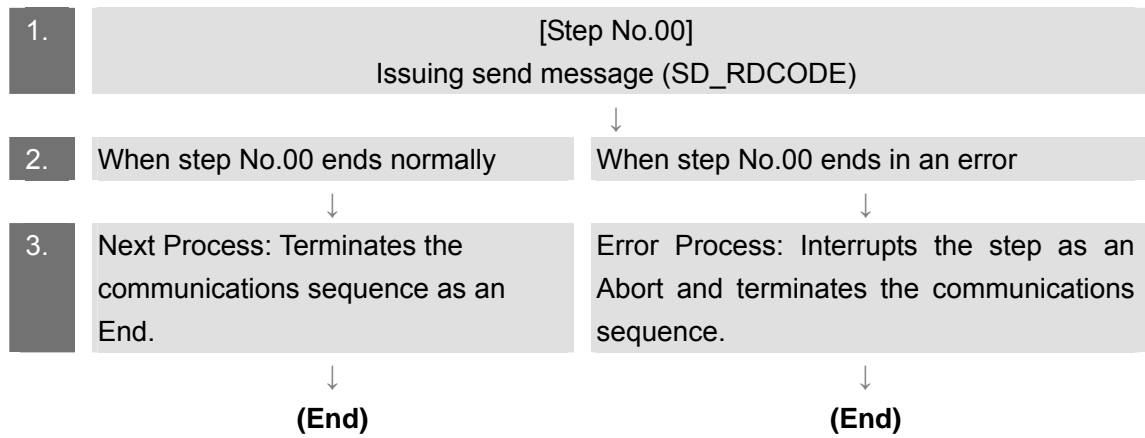 1.
[Step No.00]
Issuing send message (SD_RDCODE)
↓
2.
When step No.00 ends normally
When step No.00 ends in an error
↓
↓
3.
Next Process: Terminates the
communications sequence as an
End.
Error Process: Interrupts the step as an
Abort and terminates the communications
sequence.
↓
↓
(End)
(End)